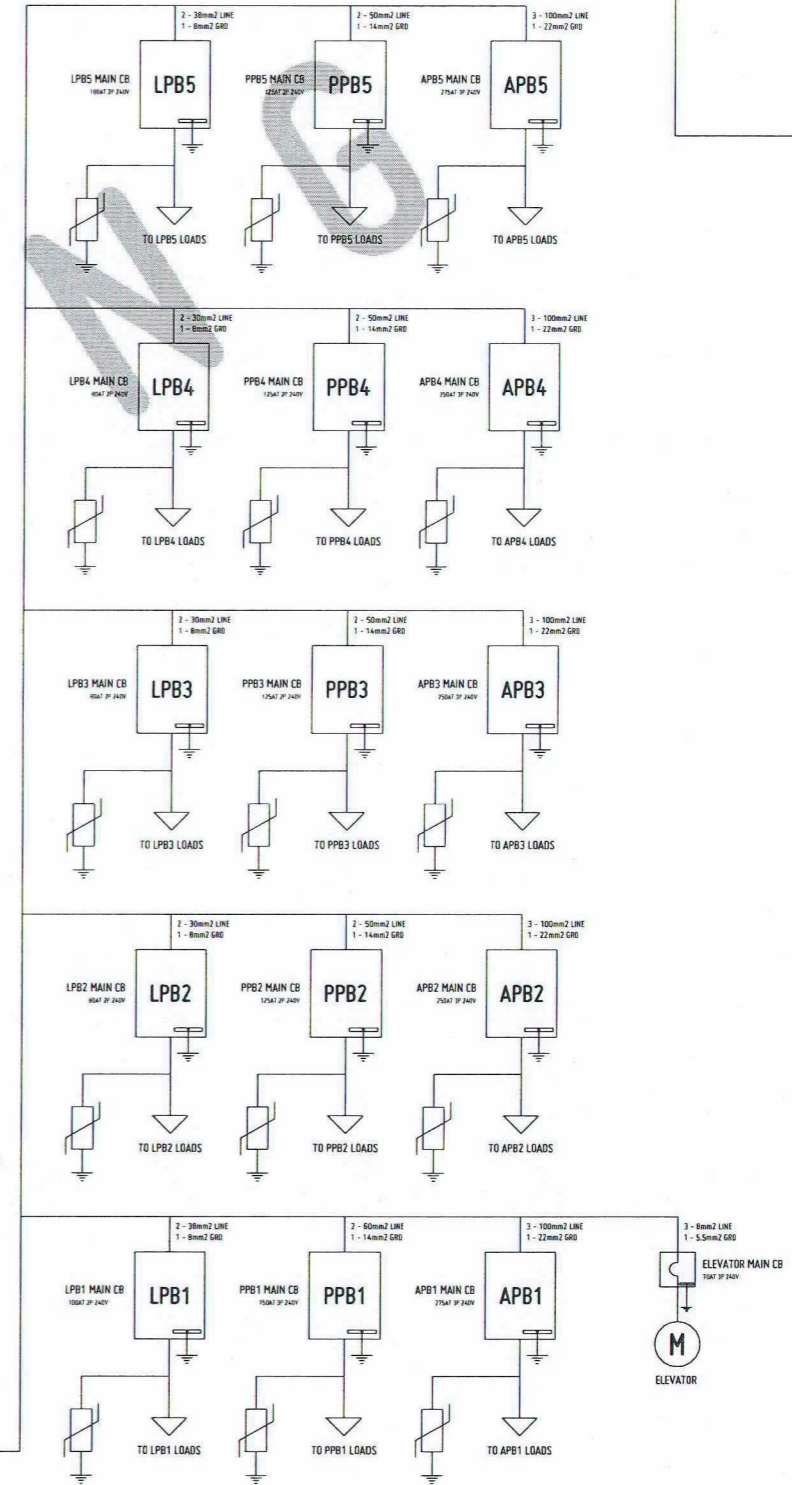 2 - 38mm2 LINE
1 - 8mm2 GRD
2 - 50mm2 LINE
1 - 14mm2 GRD
3 - 100mm2 LINE
1 - 22mm2 GRD
LPB5 MAIN CB
100AT 2P 240V
LPB5
PPB5 MAIN CB
125AT 2P 240V
PPB5
APB5 MAIN CB
275AT 3P 240V
APB5
TO LPB5 LOADS
TO PPB5 LOADS
TO APB5 LOADS
N G
2 - 30mm2 LINE
1 - 8mm2 GRD
2 - 50mm2 LINE
1 - 14mm2 GRD
3 - 100mm2 LINE
1 - 22mm2 GRD
LPB4 MAIN CB
80AT 2P 240V
LPB4
PPB4 MAIN CB
125AT 2P 240V
PPB4
APB4 MAIN CB
250AT 3P 240V
APB4
TO LPB4 LOADS
TO PPB4 LOADS
TO APB4 LOADS
2 - 30mm2 LINE
1 - 8mm2 GRD
2 - 50mm2 LINE
1 - 14mm2 GRD
3 - 100mm2 LINE
1 - 22mm2 GRD
LPB3 MAIN CB
80AT 2P 240V
LPB3
PPB3 MAIN CB
125AT 2P 240V
PPB3
APB3 MAIN CB
250AT 3P 240V
APB3
TO LPB3 LOADS
TO PPB3 LOADS
TO APB3 LOADS
2 - 30mm2 LINE
1 - 8mm2 GRD
2 - 50mm2 LINE
1 - 14mm2 GRD
3 - 100mm2 LINE
1 - 22mm2 GRD
LPB2 MAIN CB
80AT 2P 240V
LPB2
PPB2 MAIN CB
125AT 2P 240V
PPB2
APB2 MAIN CB
250AT 3P 240V
APB2
TO LPB2 LOADS
TO PPB2 LOADS
TO APB2 LOADS
2 - 38mm2 LINE
1 - 8mm2 GRD
2 - 60mm2 LINE
1 - 14mm2 GRD
3 - 100mm2 LINE
1 - 22mm2 GRD
3 - 8mm2 LINE
1 - 5.5mm2 GRD
LPB1 MAIN CB
100AT 2P 240V
LPB1
PPB1 MAIN CB
150AT 3P 240V
PPB1
APB1 MAIN CB
275AT 3P 240V
APB1
ELEVATOR MAIN CB
70AT 3P 240V
M
ELEVATOR
TO LPB1 LOADS
TO PPB1 LOADS
TO APB1 LOADS